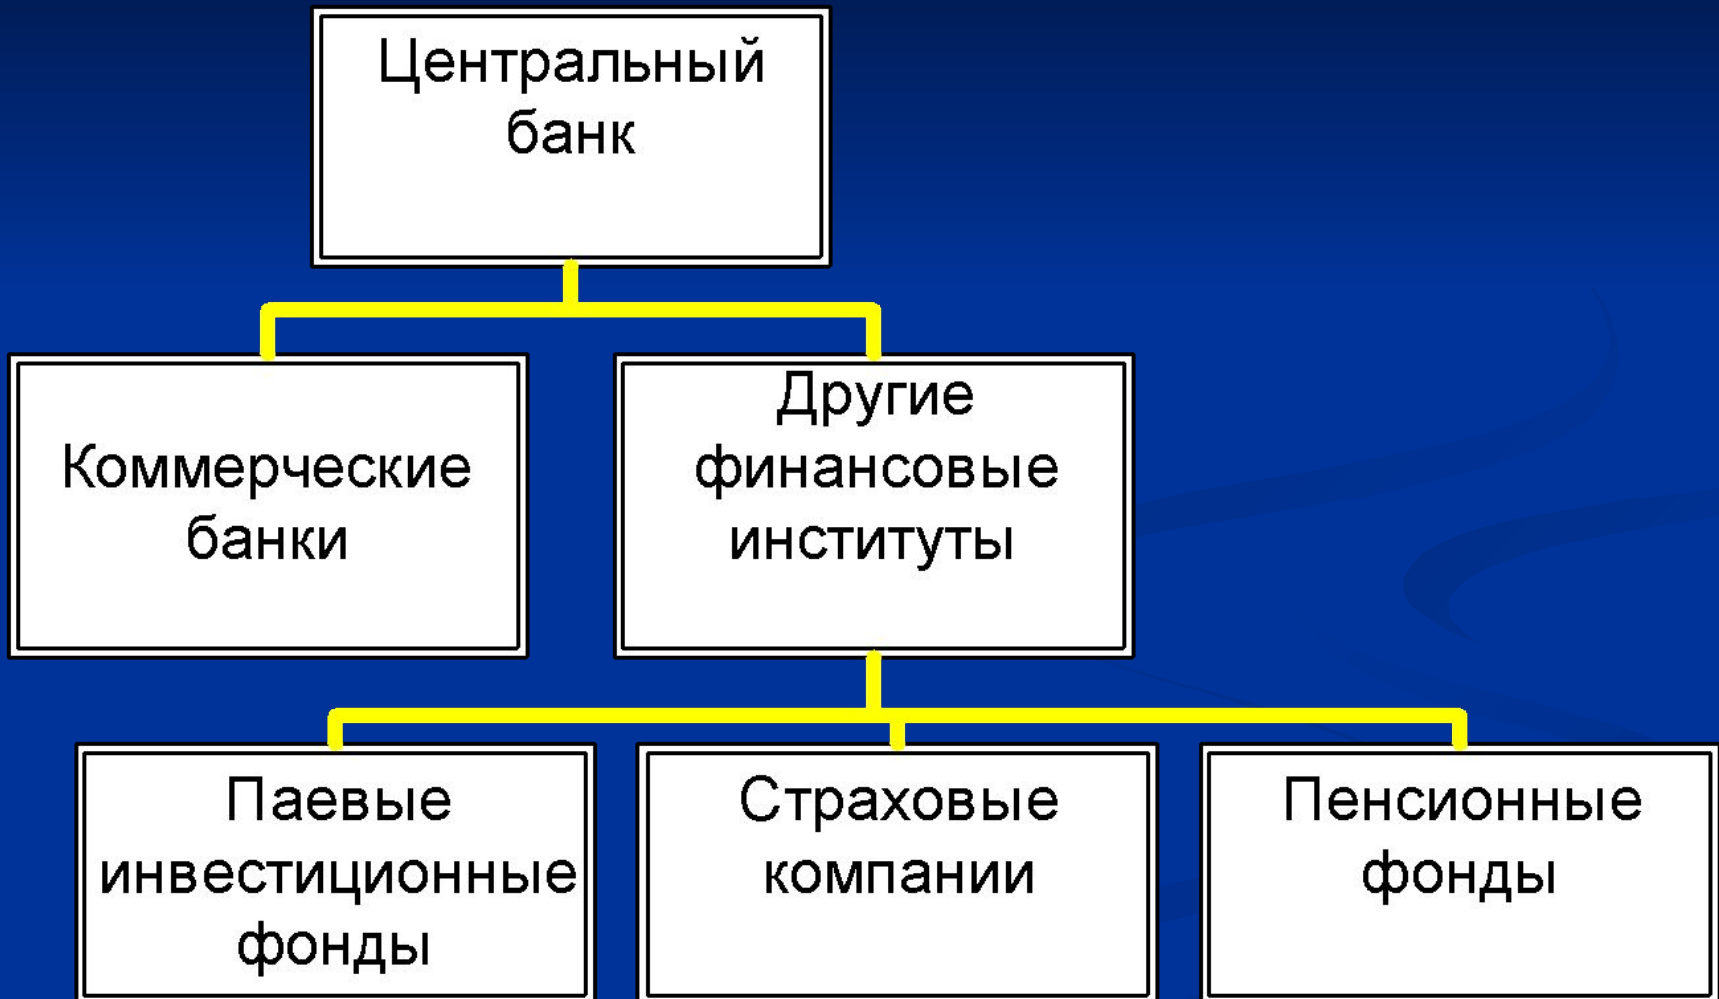 Центральный
банк
Коммерческие
банки
Другие
финансовые
институты
Паевые
инвестиционные
фонды
Страховые
компании
Пенсионные
фонды